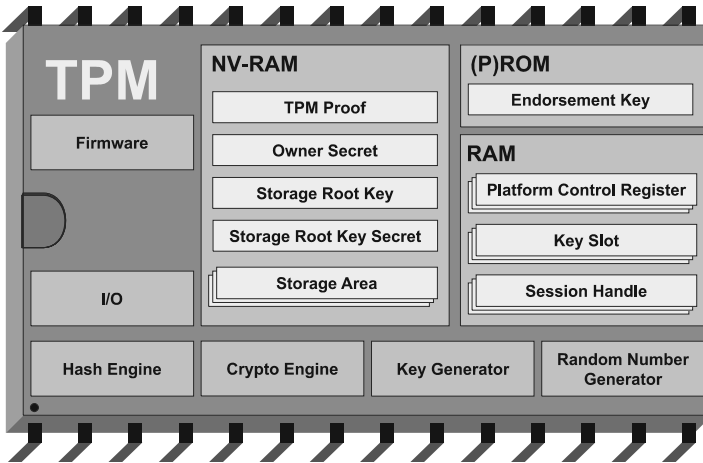 TPM
Firmware
I/O
NV-RAM
TPM Proof
Owner Secret
Storage Root Key
Storage Root Key Secret
Storage Area
(P)ROM
Endorsement Key
RAM
Platform Control Register
Key Slot
Session Handle
Hash Engine
Crypto Engine
Key Generator
Random Number
Generator